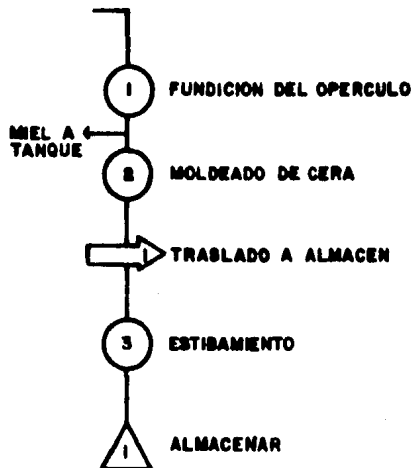 1 FUNDICION DEL OPERCULO
MIEL A
TANQUE
2 MOLDEADO DE CERA
1 TRASLADO A ALMACEN
3 ESTIBAMIENTO
1 ALMACENAR